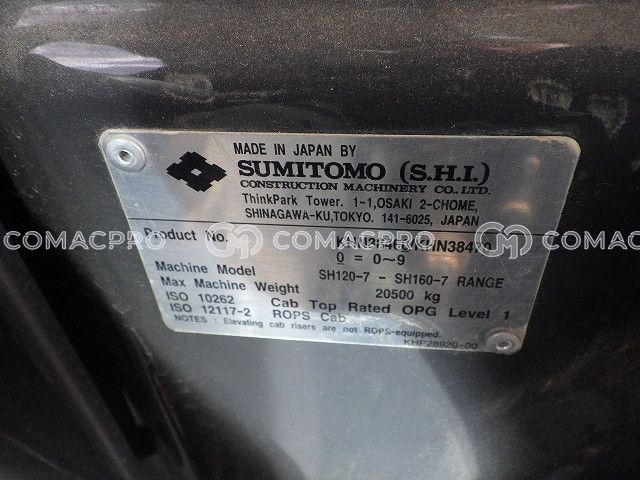 MADE IN JAPAN BY
SUMITOMO (S.H.I.)
CONSTRUCTION MACHINERY CO., LTD.
ThinkPark Tower. 1-1,OSAKI 2-CHOME,
SHINAGAWA-KU,TOKYO. 141-6025, JAPAN
Product No.
0 = 0~9
Machine Model SH120-7 - SH160-7 RANGE
Max Machine Weight 20500 kg
ISO 10262 Cab Top Rated OPG Level 1
ISO 12117-2 ROPS Cab
NOTES : Elevating cab risers are not ROPS-equipped.
KHP28920-00
COMACPRO
COMACPRO
COMACPRO
COMACPRO
COMACPRO
COMACPRO